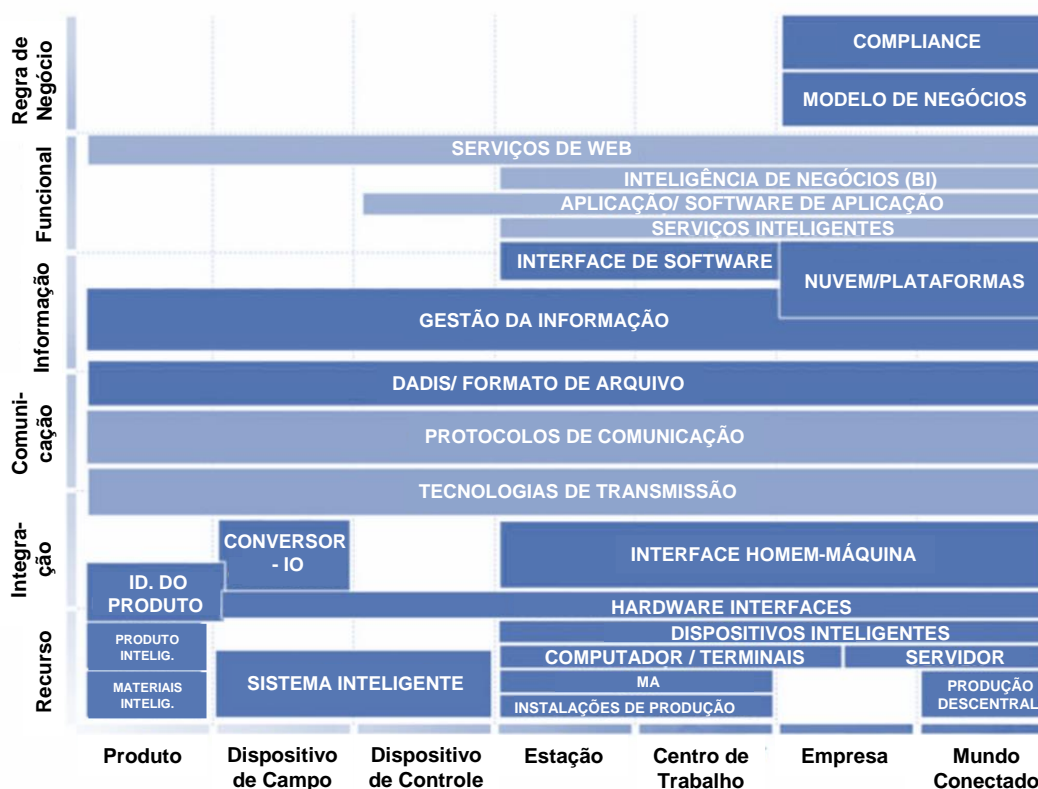 Regra de
Negócio
COMPLIANCE
MODELO DE NEGÓCIOS
Funcional
SERVIÇOS DE WEB
INTELIGÊNCIA DE NEGÓCIOS (BI)
APLICAÇÃO/ SOFTWARE DE APLICAÇÃO
SERVIÇOS INTELIGENTES
Informação
INTERFACE DE SOFTWARE
NUVEM/PLATAFORMAS
GESTÃO DA INFORMAÇÃO
Comuni-
cação
DADIS/ FORMATO DE ARQUIVO
PROTOCOLOS DE COMUNICAÇÃO
TECNOLOGIAS DE TRANSMISSÃO
Integra-
ção
CONVERSOR
- IO
INTERFACE HOMEM-MÁQUINA
ID. DO
PRODUTO
HARDWARE INTERFACES
Recurso
PRODUTO
INTELIG.
DISPOSITIVOS INTELIGENTES
COMPUTADOR / TERMINAIS
SERVIDOR
MATERIAIS
INTELIG.
SISTEMA INTELIGENTE
MA
INSTALAÇÕES DE PRODUÇÃO
PRODUÇÃO
DESCENTRAL
Produto
Dispositivo
de Campo
Dispositivo
de Controle
Estação
Centro de
Trabalho
Empresa
Mundo
Conectado